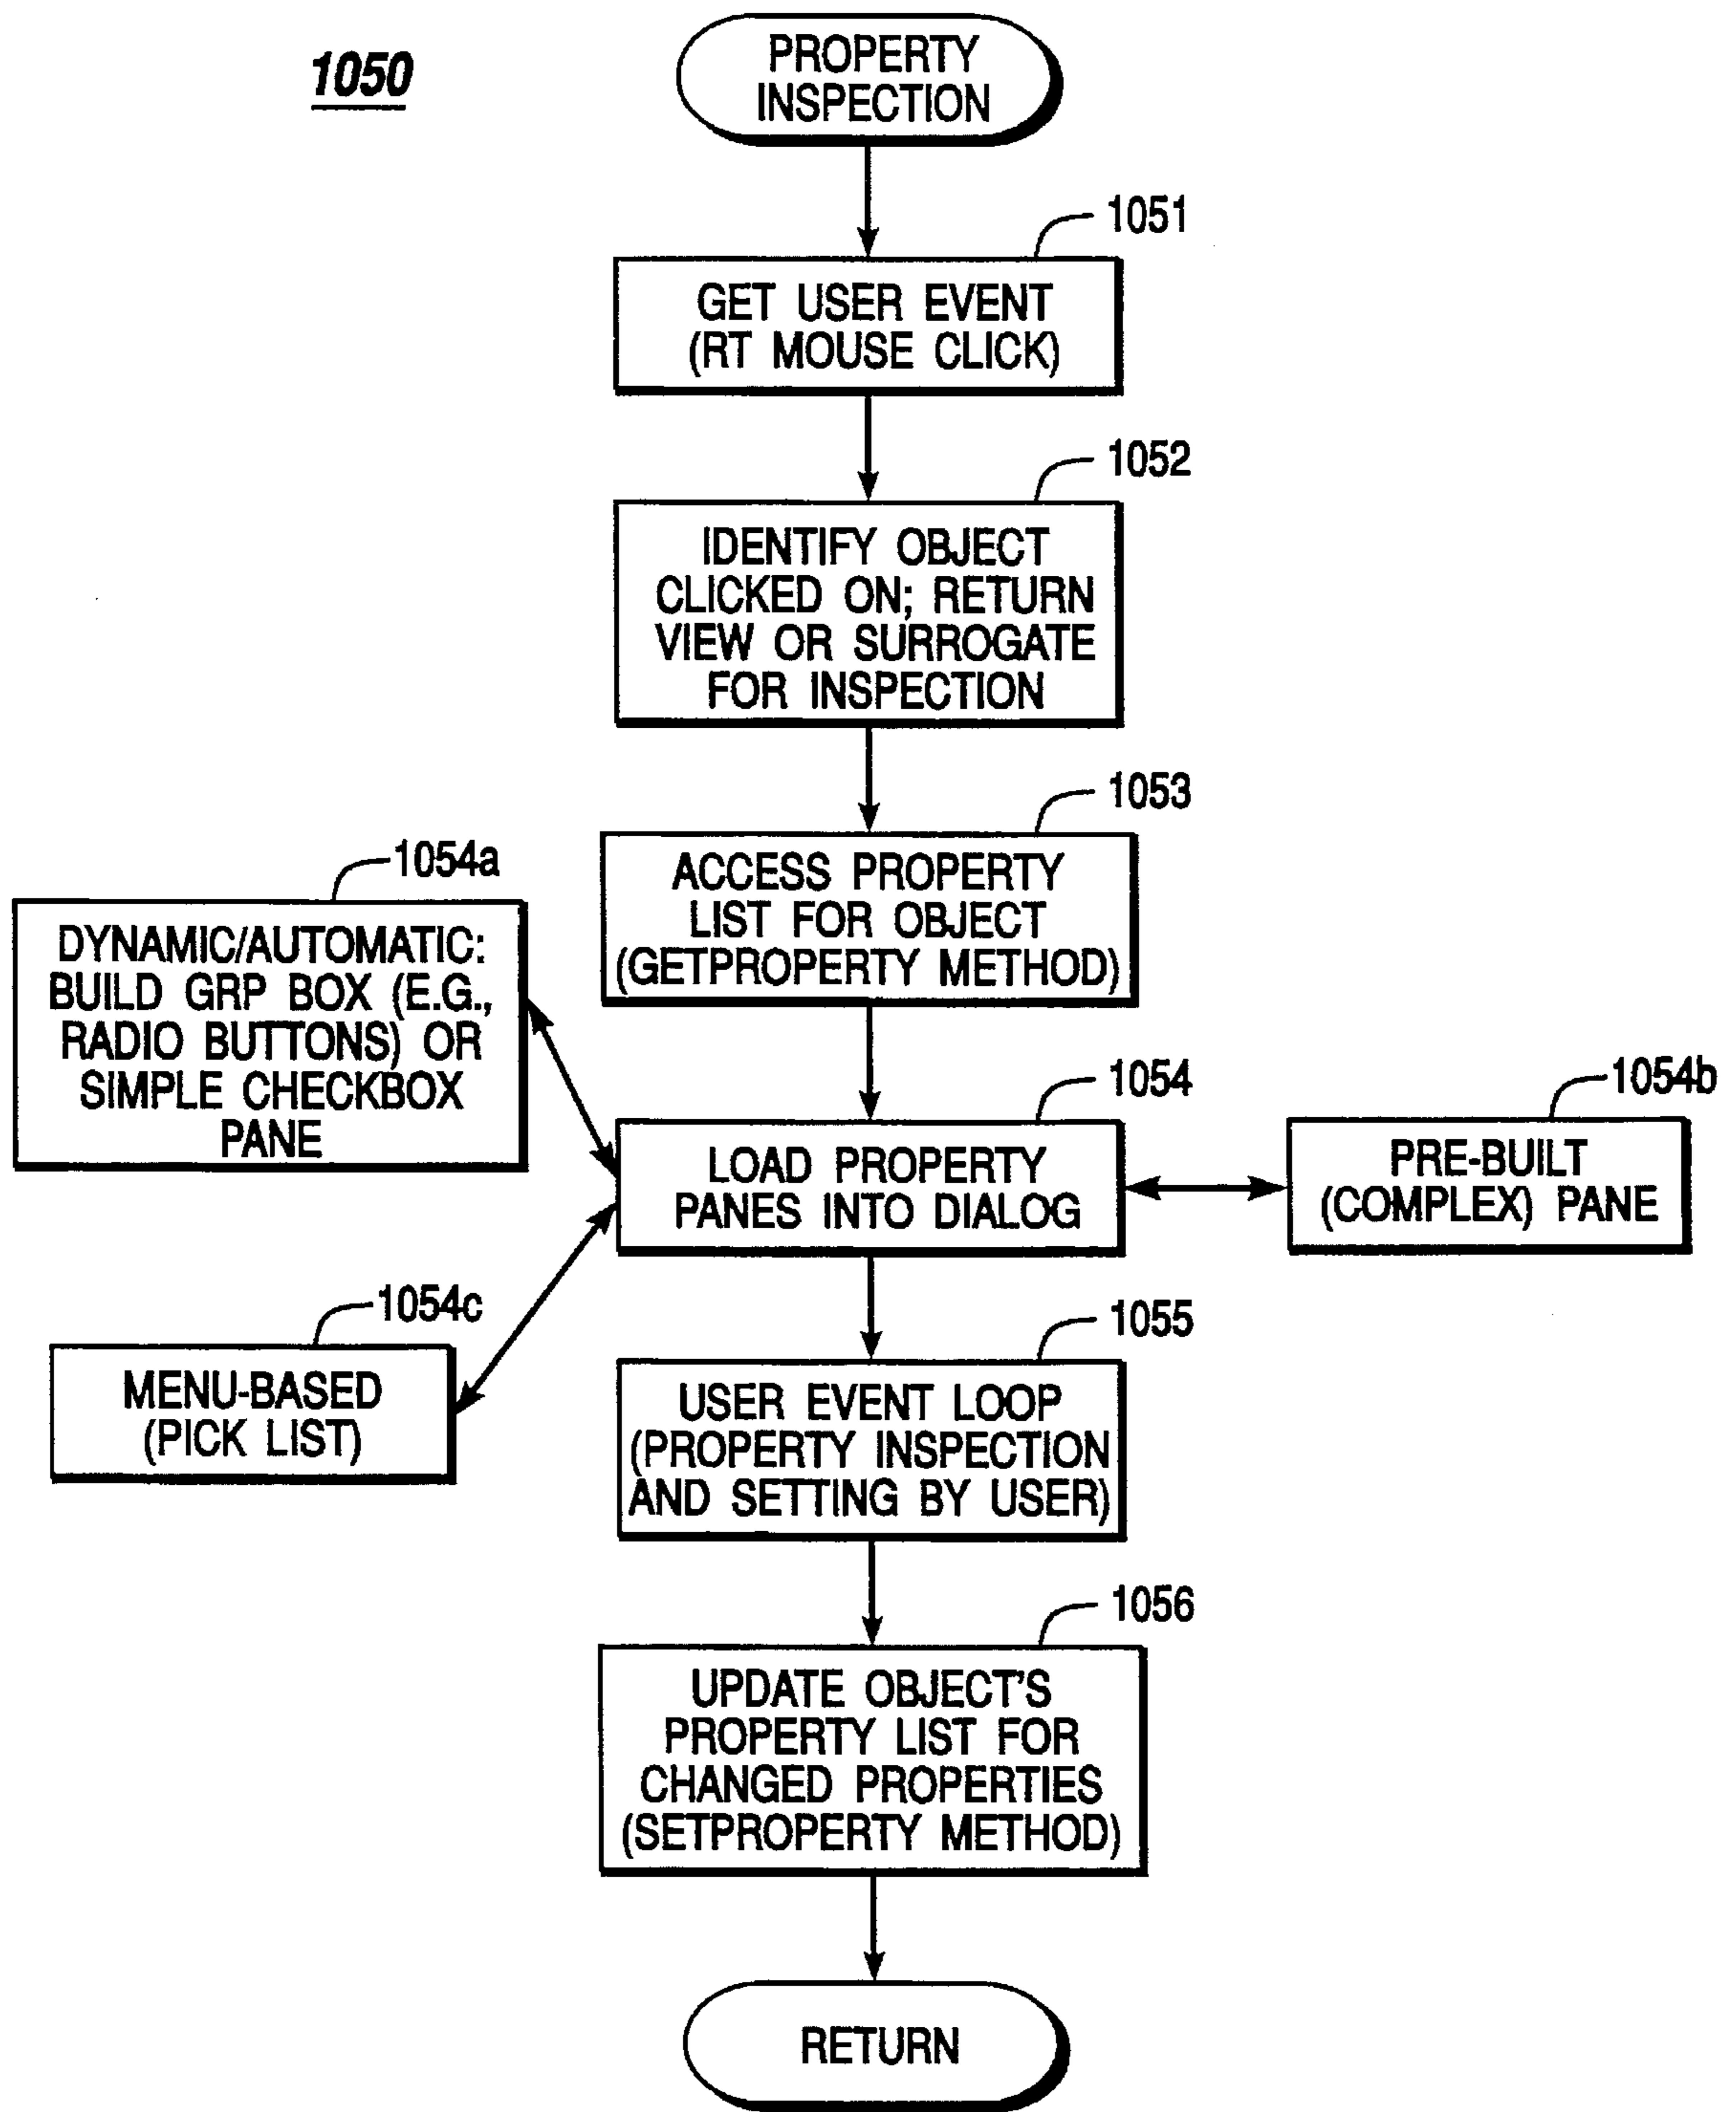 1050
PROPERTY
INSPECTION
1051
GET USER EVENT
(RT MOUSE CLICK)
1052
IDENTIFY OBJECT
CLICKED ON; RETURN
VIEW OR SURROGATE
FOR INSPECTION
1053
ACCESS PROPERTY
LIST FOR OBJECT
(GETPROPERTY METHOD)
1054a
DYNAMIC/AUTOMATIC:
BUILD GRP BOX (E.G.,
RADIO BUTTONS) OR
SIMPLE CHECKBOX
PANE
1054
LOAD PROPERTY
PANES INTO DIALOG
1054b
PRE-BUILT
(COMPLEX) PANE
1054c
MENU-BASED
(PICK LIST)
1055
USER EVENT LOOP
(PROPERTY INSPECTION
AND SETTING BY USER)
1056
UPDATE OBJECT'S
PROPERTY LIST FOR
CHANGED PROPERTIES
(SETPROPERTY METHOD)
RETURN